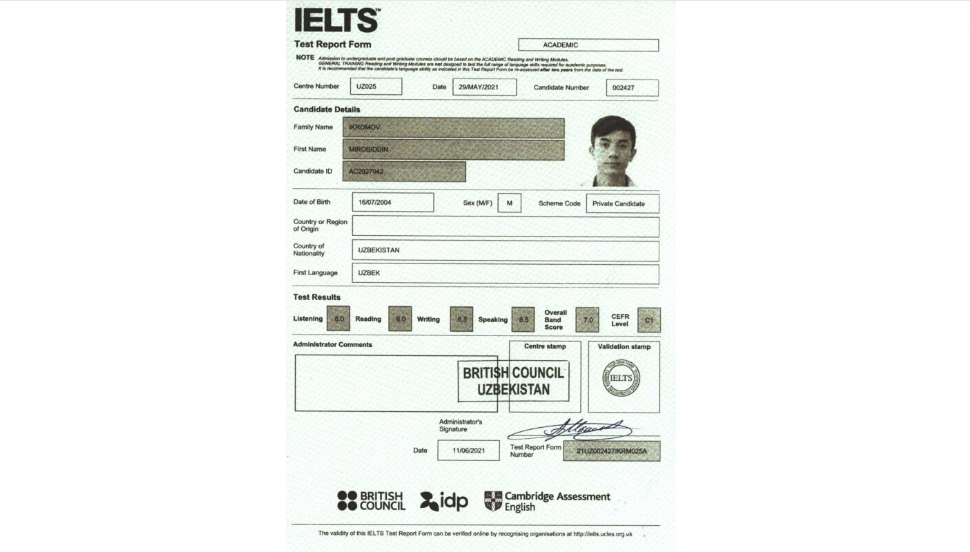 IELTS™
Test Report Form
ACADEMIC
NOTE Admission to undergraduate and post graduate courses should be based on the ACADEMIC Reading and Writing Modules.
GENERAL TRAINING Reading and Writing Modules are not designed to test the full range of language skills required for academic purposes.
It is recommended that the candidate's language ability as indicated in this Test Report Form be re-assessed after two years from the date of the test.
Centre Number UZ025 Date 29/MAY/2021 Candidate Number 002427
Candidate Details
Family Name IKROMOV
First Name MIROBIDDIN
Candidate ID
Date of Birth 16/07/2004 Sex (M/F) M Scheme Code Private Candidate
Country or Region
of Origin
Country of
Nationality UZBEKISTAN
First Language UZBEK
Test Results
Listening Reading Writing Speaking 6.5 Overall
Band
Score 7.0 CEFR
Level C1
Administrator Comments
Centre stamp
Validation stamp
BRITISH COUNCIL
UZBEKISTAN
IELTS
Administrator's
Signature
Date 11/06/2021
Test Report Form
Number
BRITISH
COUNCIL
idp
Cambridge Assessment
English
The validity of this IELTS Test Report Form can be verified online by recognising organisations at http://ielts.ucles.org.uk